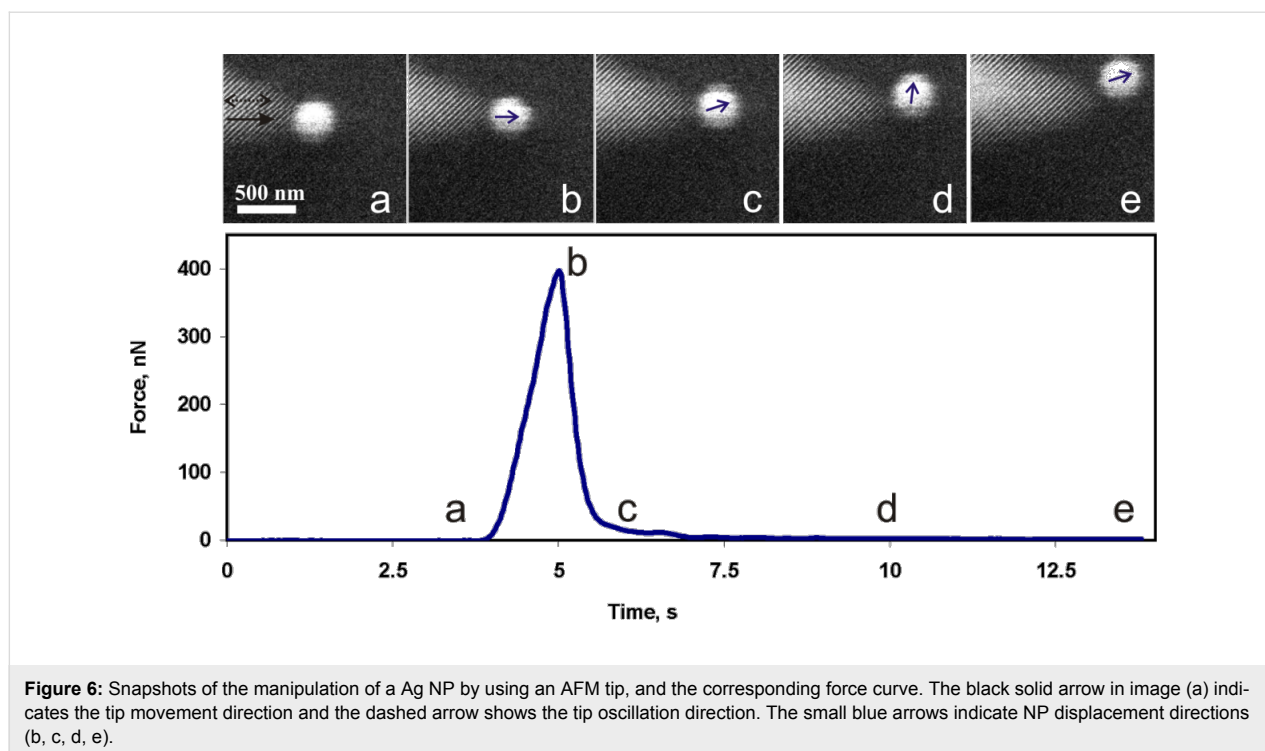 500 nm
a
b
c
d
e
400
300
200
100
0
Force, nN
b
a
c
d
e
0
2.5
5
7.5
10
12.5
Time, s
Figure 6: Snapshots of the manipulation of a Ag NP by using an AFM tip, and the corresponding force curve. The black solid arrow in image (a) indi-
cates the tip movement direction and the dashed arrow shows the tip oscillation direction. The small blue arrows indicate NP displacement directions
(b, c, d, e).